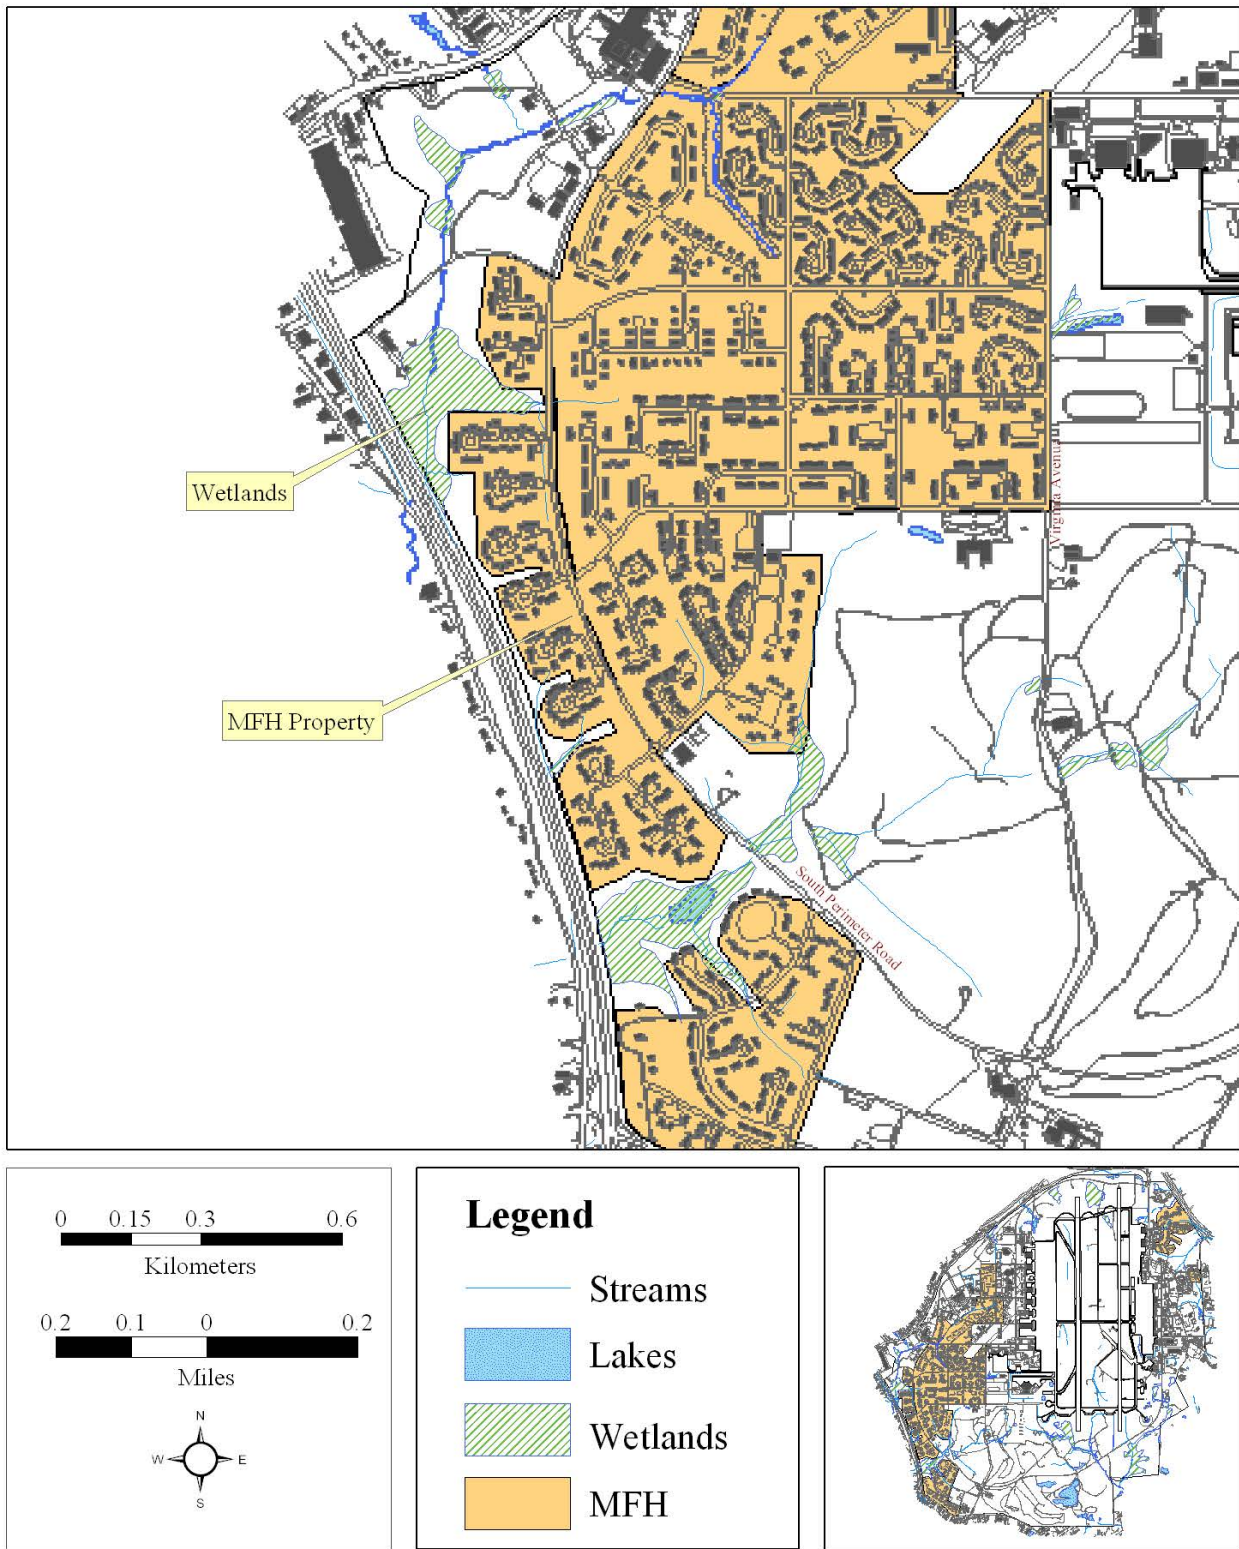 Wetlands
MFH Property
Virginia Avenue
South Perimeter Road
0 0.15 0.3 0.6
Kilometers
0.2 0.1 0 0.2
Miles
N
W E
S
Legend
Streams
Lakes
Wetlands
MFH